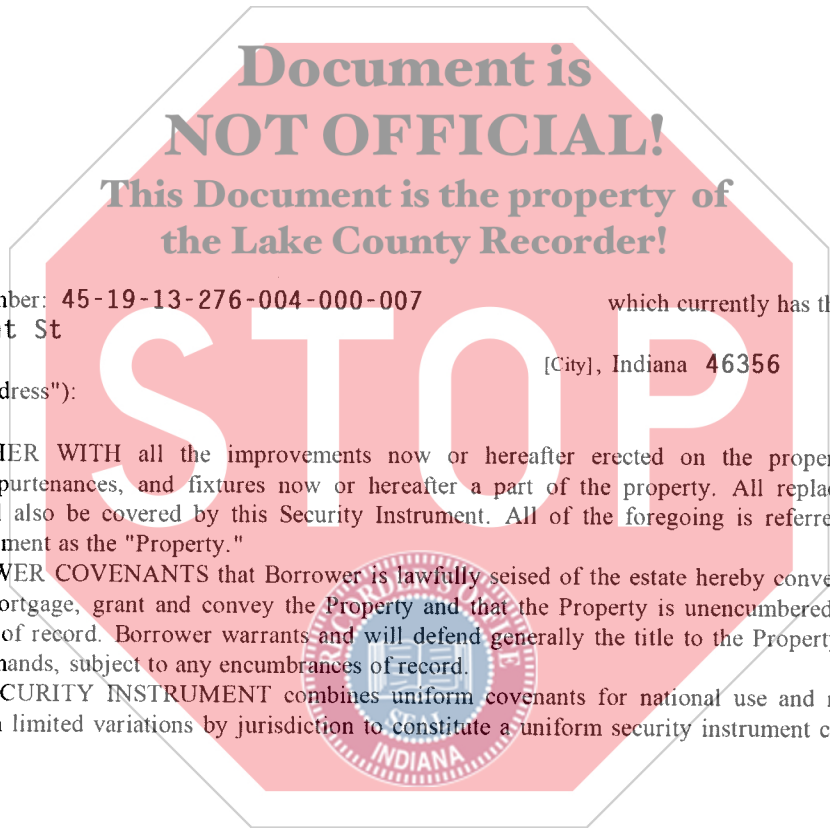 Document is
NOT OFFICIAL!
This Document is the property of
the Lake County Recorder!
nber: 45-19-13-276-004-000-007 which currently has th
t St
[City], Indiana 46356
dress"):
STOP
HER WITH all the improvements now or hereafter erected on the proper
purtenances, and fixtures now or hereafter a part of the property. All repla
l also be covered by this Security Instrument. All of the foregoing is referre
ment as the "Property."
WER COVENANTS that Borrower is lawfully seised of the estate hereby conve
ortgage, grant and convey the Property and that the Property is unencumbered
of record. Borrower warrants and will defend generally the title to the Property
nands, subject to any encumbrances of record.
CURITY INSTRUMENT combines uniform covenants for national use and n
n limited variations by jurisdiction to constitute a uniform security instrument c
RECORDER'S OFFICE
SEAL
INDIANA